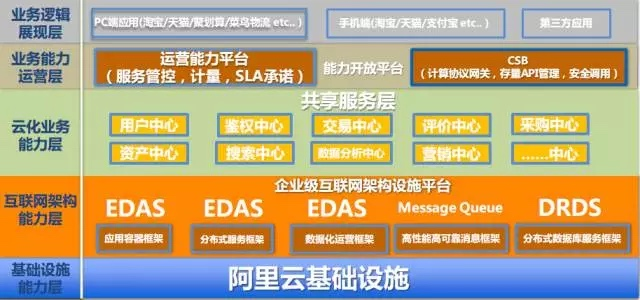 业务逻辑
展现层
PC端应用(淘宝/天猫/聚划算/菜鸟物流 etc.. )
手机端(淘宝/天猫/支付宝 etc.. )
第三方应用
业务能力
运营层
运营能力平台
（服务管控，计量，SLA承诺）
能力开放平台
CSB
（计算协议网关，存量API管理，安全调用）
云化业务
能力层
共享服务层
用户中心
鉴权中心
交易中心
评价中心
采购中心
资产中心
搜索中心
数据分析中心
营销中心
......中心
互联网架构
能力层
企业级互联网架构设施平台
EDAS
EDAS
EDAS
Message Queue
DRDS
应用容器框架
分布式服务框架
数据化运营框架
高性能高可靠消息框架
分布式数据库服务框架
基础设施
能力层
阿里云基础设施